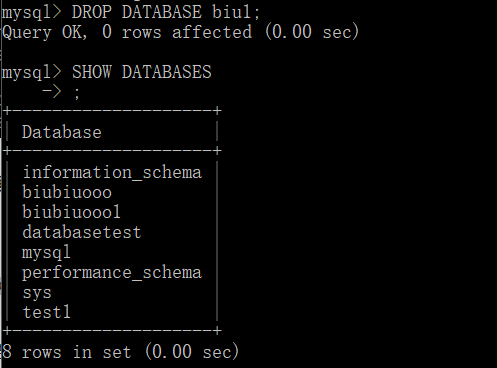 mysql> DROP DATABASE biu1;
Query OK, 0 rows affected (0.00 sec)
mysql> SHOW DATABASES
    -> ;
+--------------------+
| Database           |
+--------------------+
| information_schema |
| biubiuooo          |
| biubiuooo1         |
| databasetest       |
| mysql              |
| performance_schema |
| sys                |
| test1              |
+--------------------+
8 rows in set (0.00 sec)